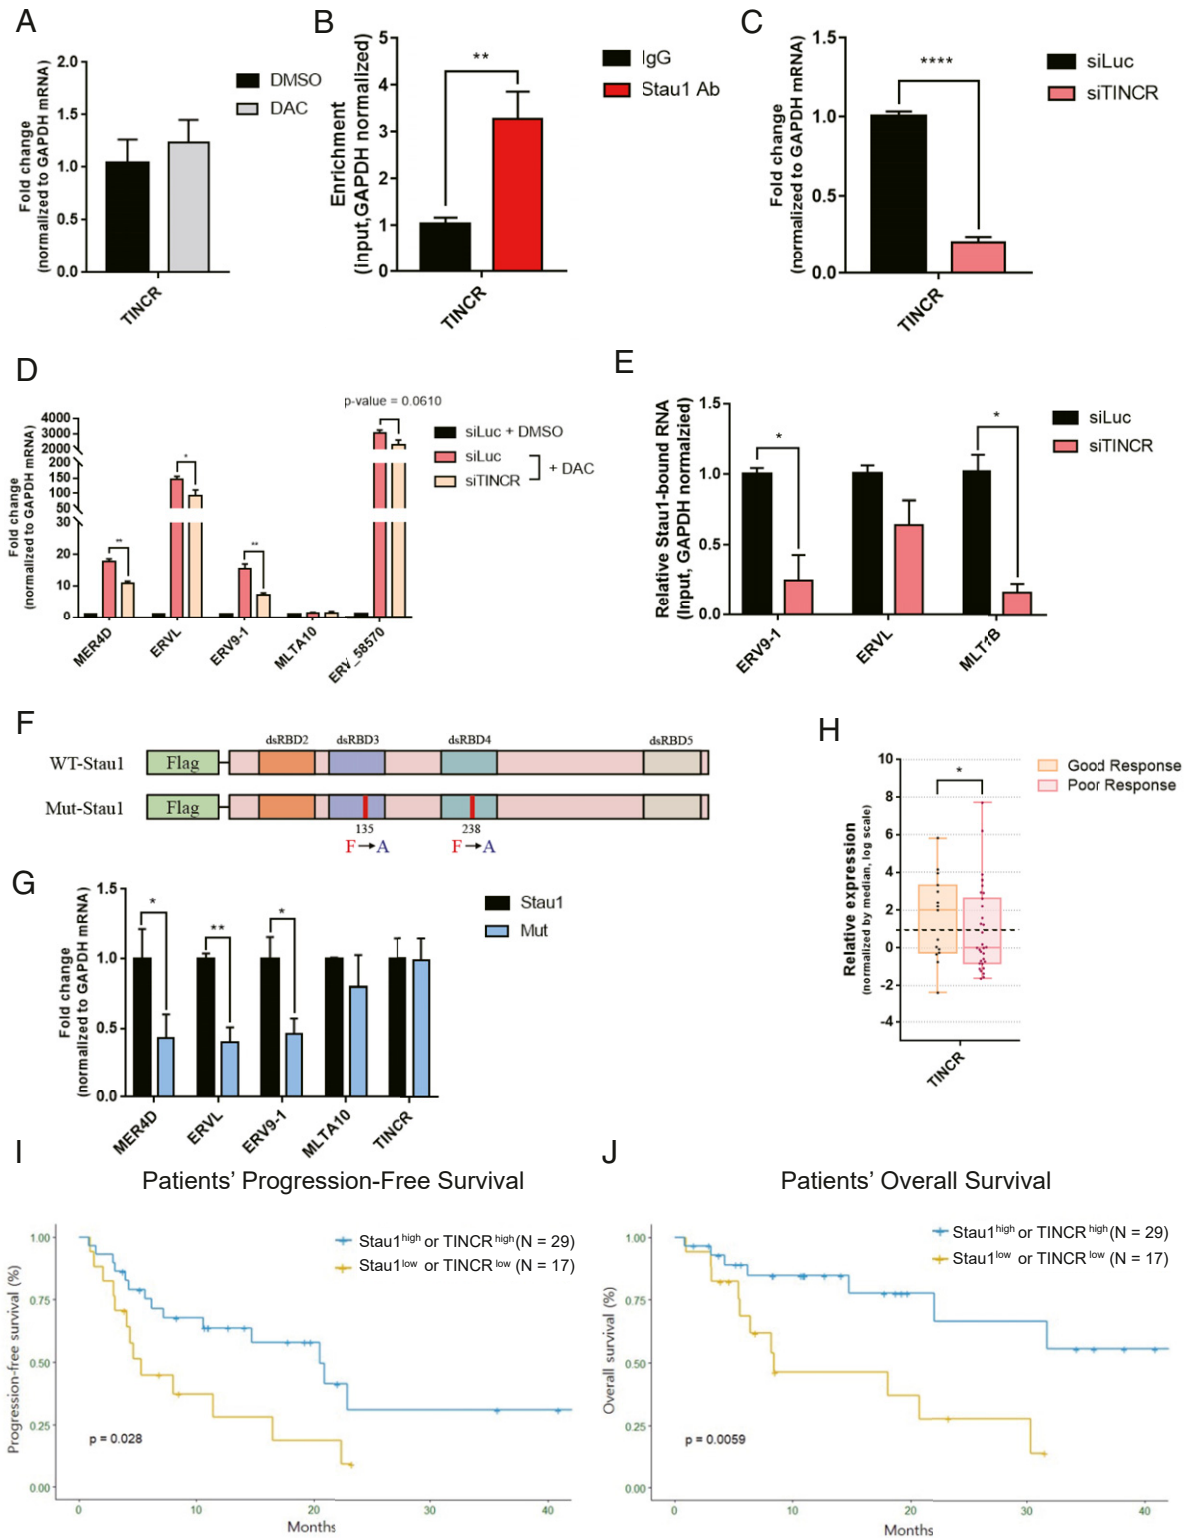 A
Fold change
(normalized to GAPDH mRNA)
2.0
1.5
1.0
0.5
0.0
DMSO
DAC
TINCR
B
Enrichment
(input,GAPDH normalized)
5
4
3
2
1
0
**
IgG
Stau1 Ab
TINCR
C
Fold change
(normalized to GAPDH mRNA)
1.5
1.0
0.5
0.0
****
siLuc
siTINCR
TINCR
D
Fold change
(normalized to GAPDH mRNA)
4000
3000
2000
200
150
100
50
30
20
10
0
p-value = 0.0610
**
*
**
siLuc + DMSO
siLuc
siTINCR
+ DAC
MER4D
ERVL
ERV9-1
MLTA10
ERV_58570
E
Relative Stau1-bound RNA
(Input, GAPDH normalzied)
1.5
1.0
0.5
0.0
*
*
siLuc
siTINCR
ERV9-1
ERVL
MLT1B
F
dsRBD2 dsRBD3 dsRBD4 dsRBD5
WT-Stau1 Flag
Mut-Stau1 Flag
135 238
F→A F→A
G
Fold change
(normalized to GAPDH mRNA)
1.5
1.0
0.5
0.0
*
**
*
Stau1
Mut
MER4D
ERVL
ERV9-1
MLTA10
TINCR
H
Relative expression
(normalized by median, log scale)
10
8
6
4
2
0
-2
-4
*
Good Response
Poor Response
TINCR
I
Patients' Progression-Free Survival
Progression-free survival (%)
1.00
0.75
0.50
0.25
0.00
Stau1high or TINCRhigh (N = 29)
Stau1low or TINCRlow (N = 17)
p = 0.028
0 10 20 30 40
Months
J
Patients' Overall Survival
Overall survival (%)
1.00
0.75
0.50
0.25
0.00
Stau1high or TINCRhigh (N = 29)
Stau1low or TINCRlow (N = 17)
p = 0.0059
0 10 20 30 40
Months